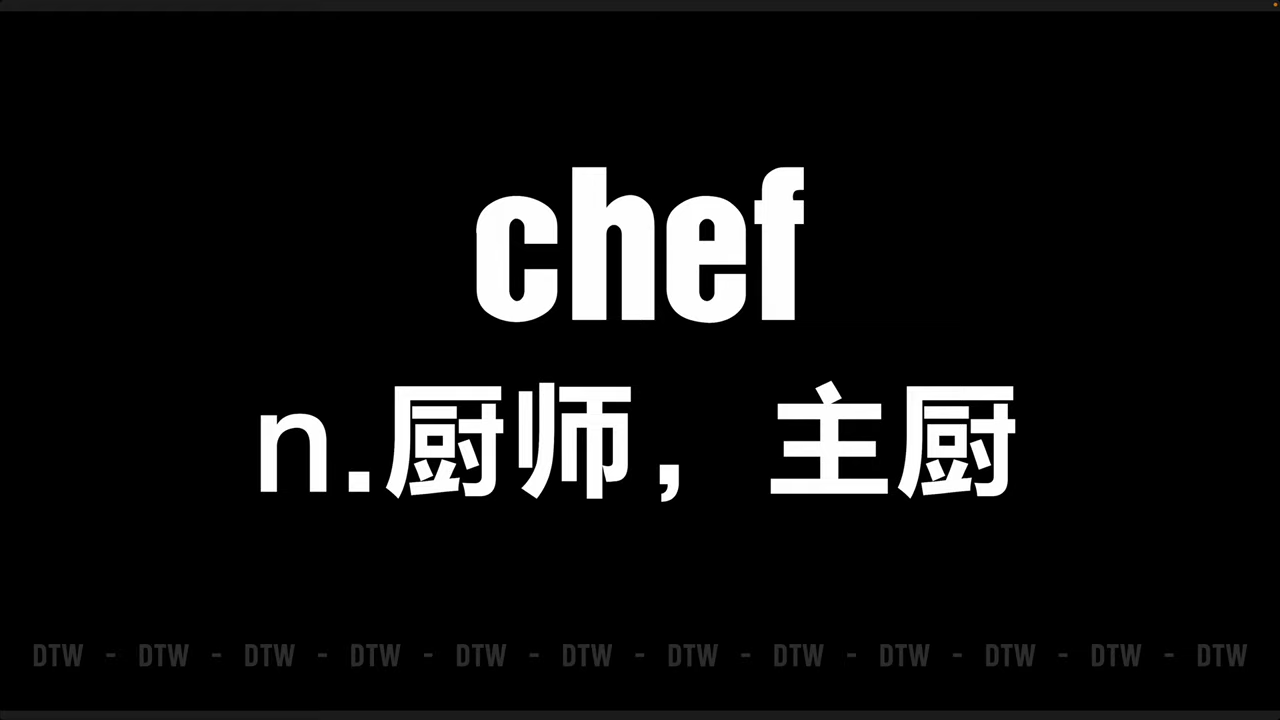 chef
n.厨师，主厨
DTW - DTW - DTW - DTW - DTW - DTW - DTW - DTW - DTW - DTW - DTW - DTW